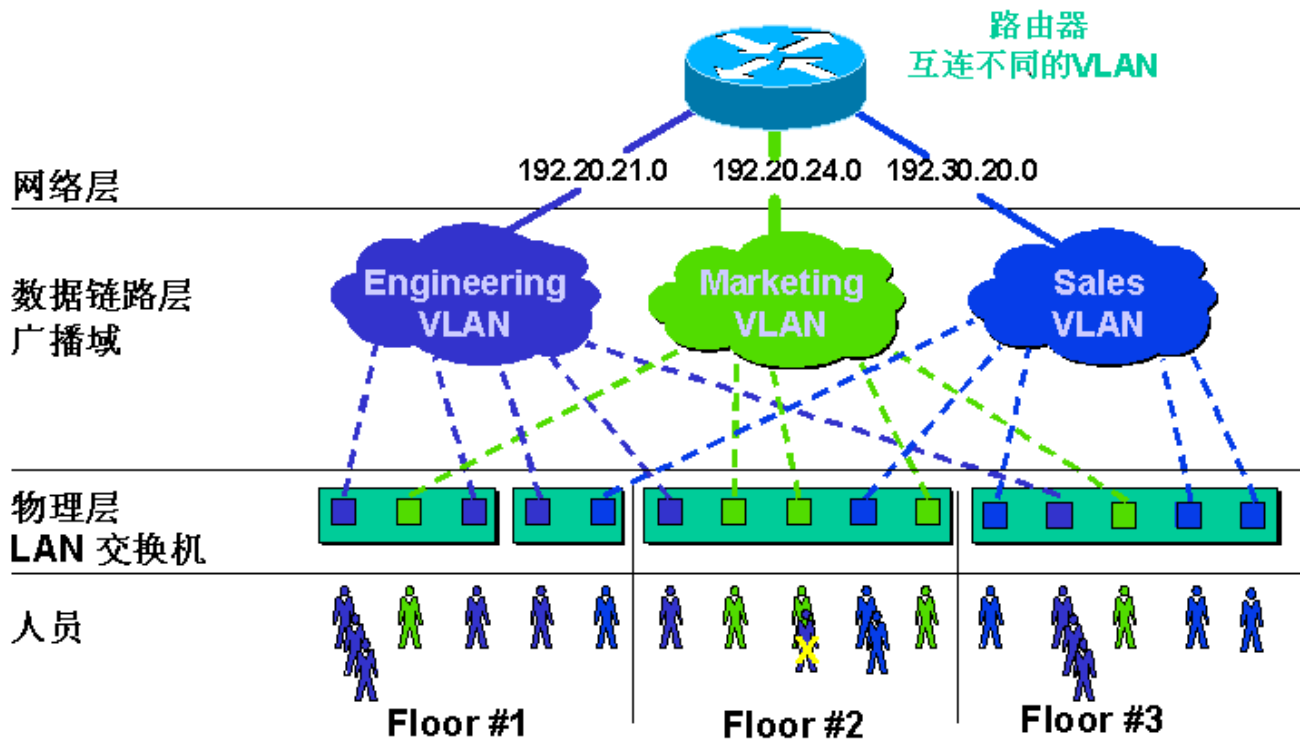 路由器
互连不同的VLAN
192.20.21.0 192.20.24.0 192.30.20.0
网络层
Engineering
VLAN
Marketing
VLAN
Sales
VLAN
数据链路层
广播域
物理层
LAN 交换机
人员
Floor #1 Floor #2 Floor #3